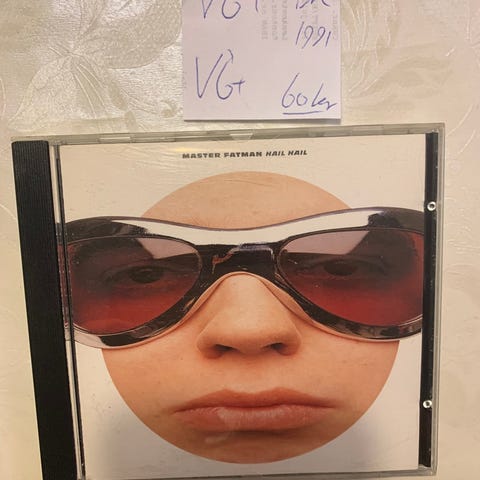 VG+
1991
VG+
60kr
MASTER FATMAN HAIL HAIL